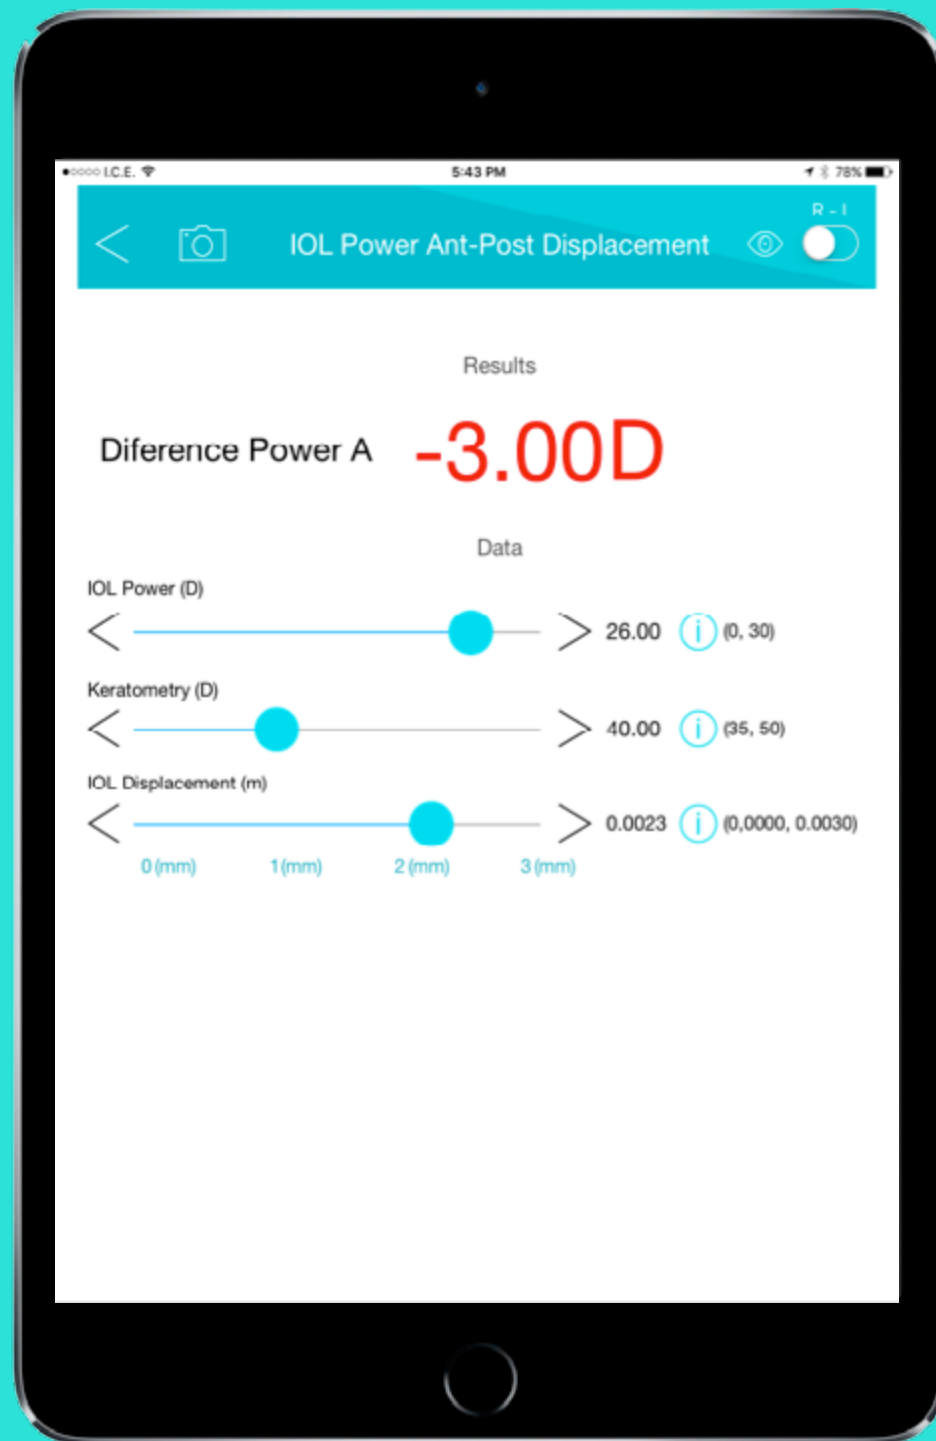 I.C.E. 5:43 PM 78%
R - I
IOL Power Ant-Post Displacement
Results
Diference Power A -3.00D
Data
IOL Power (D)
26.00 i (0, 30)
Keratometry (D)
40.00 i (35, 50)
IOL Displacement (m)
0.0023 i (0,0000, 0.0030)
0 (mm) 1 (mm) 2 (mm) 3 (mm)